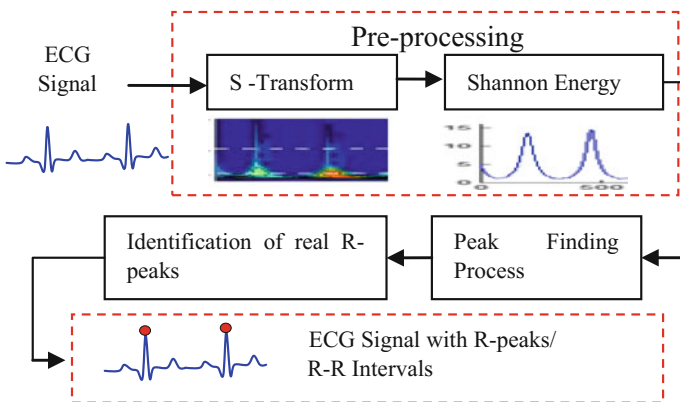 Pre-processing
ECG
Signal
S -Transform
Shannon Energy
15
10
5
0
0
500
Identification of real R-
peaks
Peak Finding
Process
ECG Signal with R-peaks/
R-R Intervals